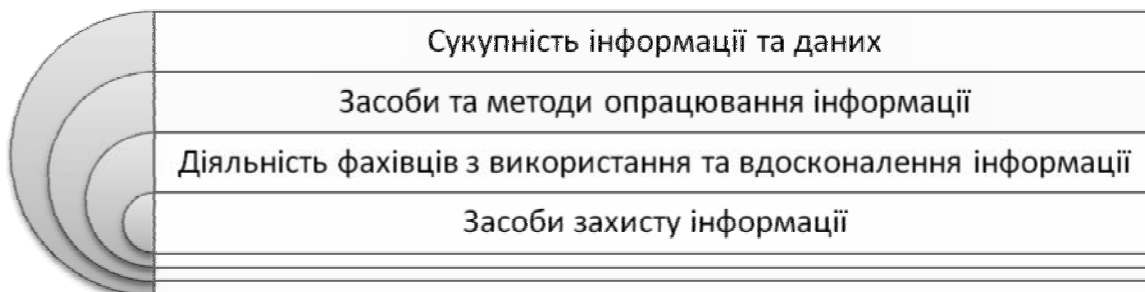 Сукупність інформації та даних
Засоби та методи опрацювання інформації
Діяльність фахівців з використання та вдосконалення інформації
Засоби захисту інформації